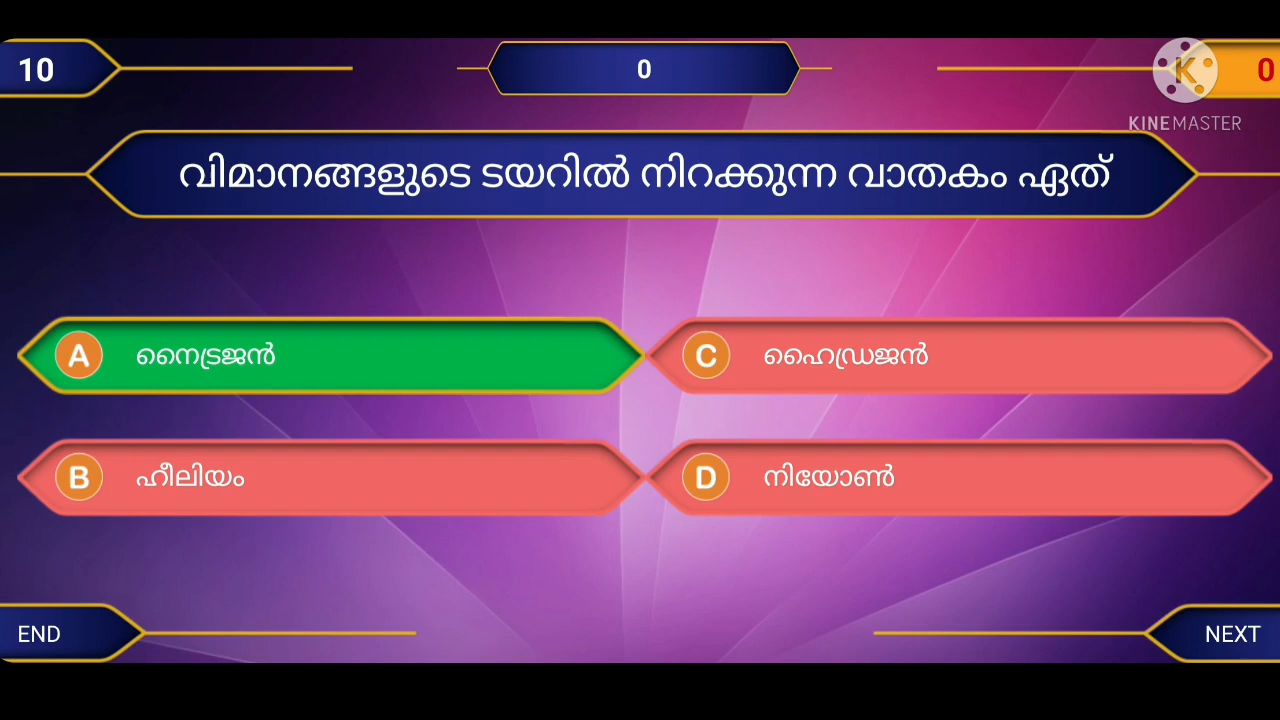 10
0
0
KINEMASTER
വിമാനങ്ങളുടെ ടയറിൽ നിറക്കുന്ന വാതകം ഏത്
A നൈട്രജൻ
C ഹൈഡ്രജൻ
B ഹീലിയം
D നിയോൺ
END
NEXT